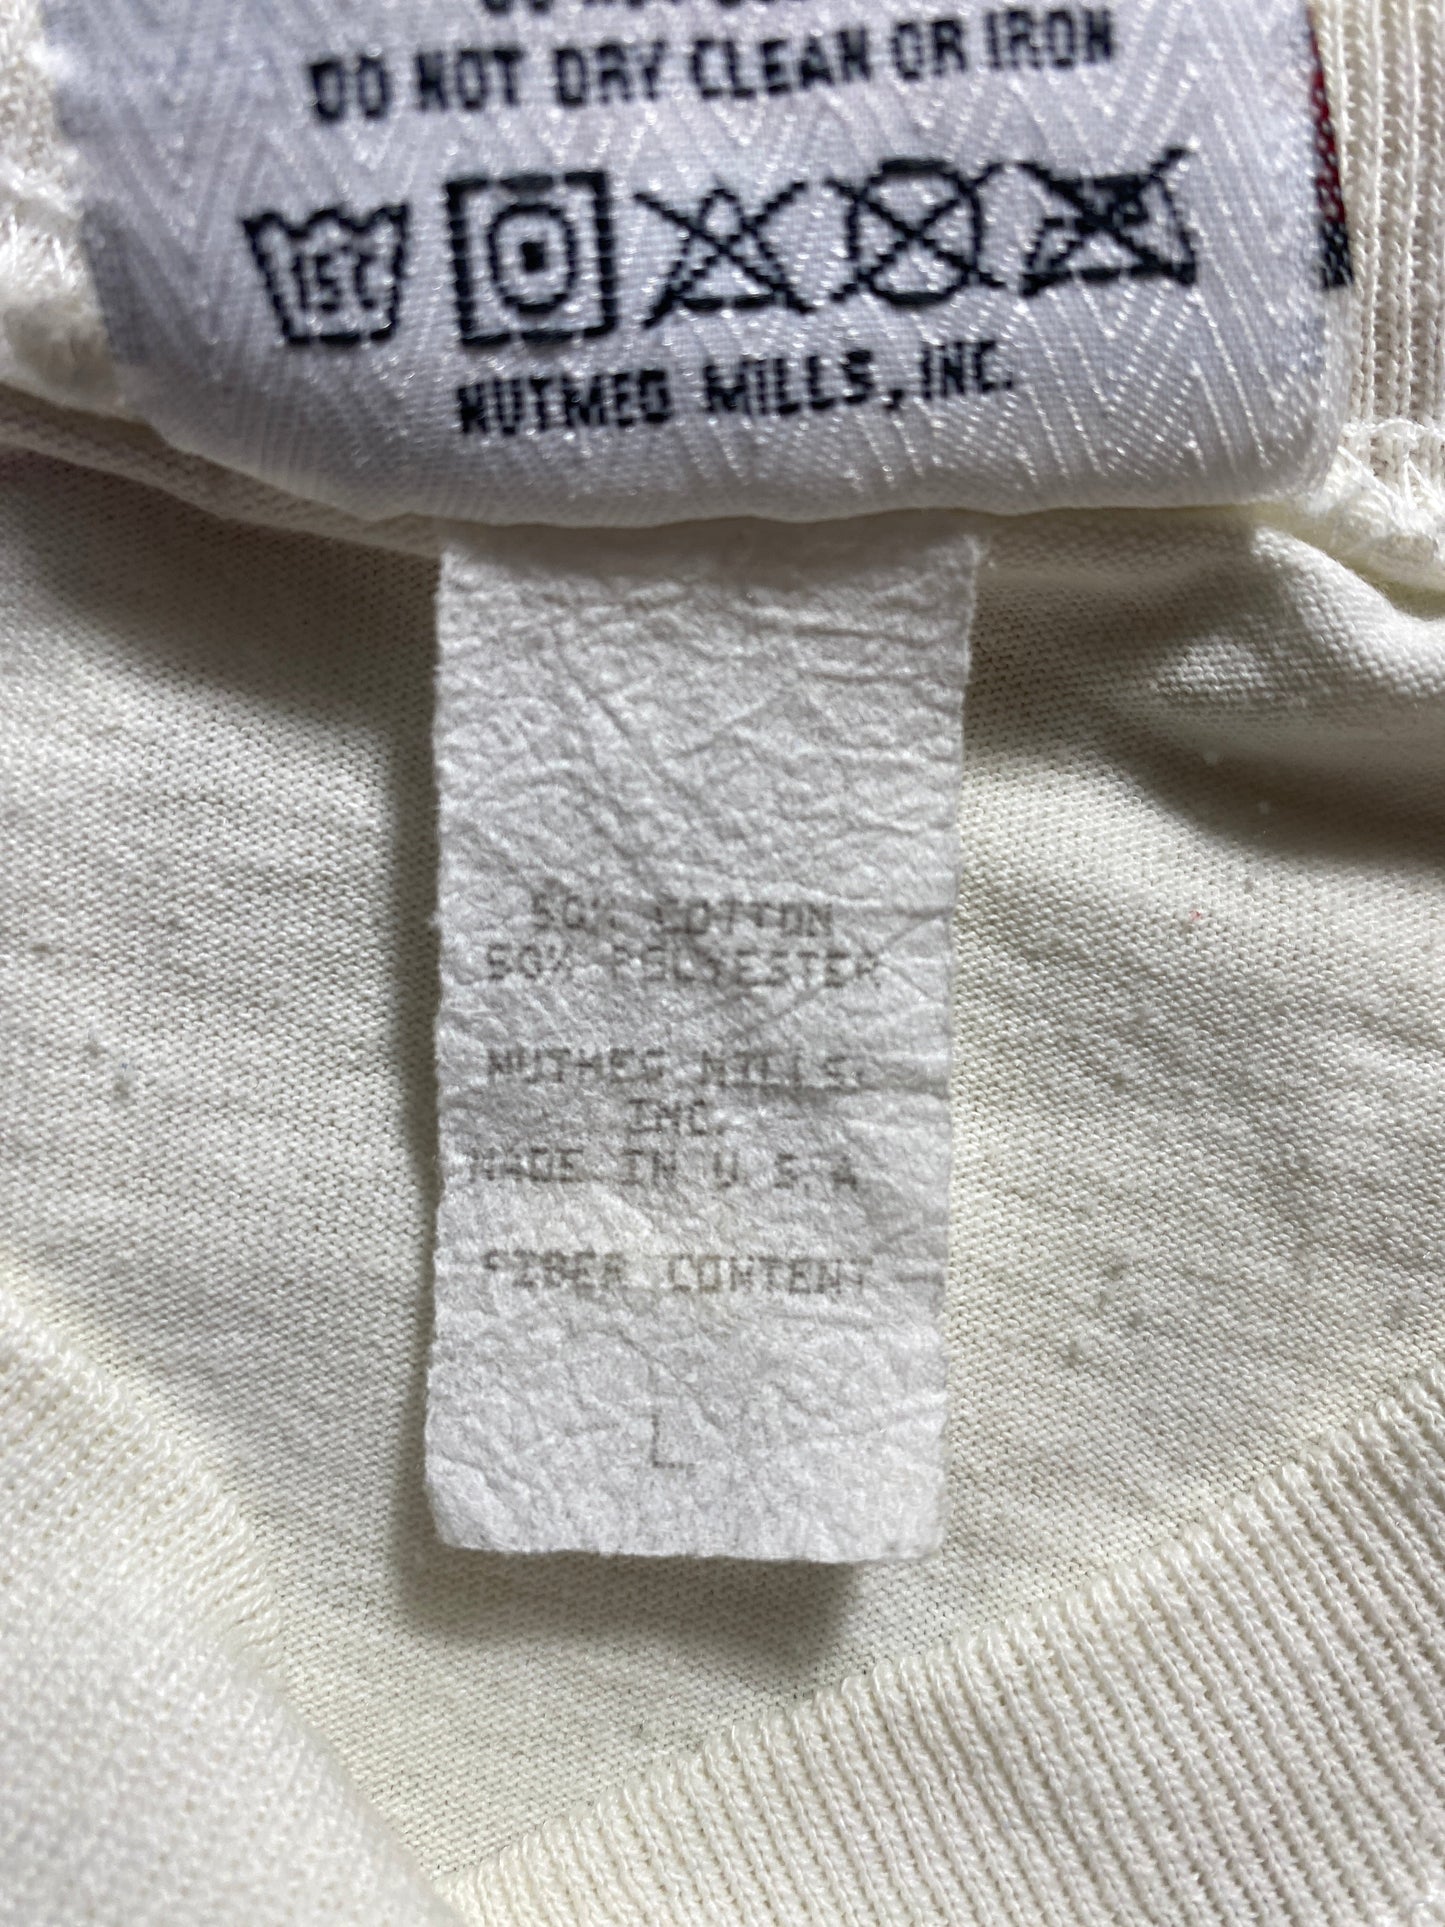 DO NOT DRY CLEAN OR IRON
15C
NUTMEG MILLS, INC.
50% COTTON
50% POLYESTER
NUTMEG MILLS,
INC.
MADE IN U.S.A.
FIBER CONTENT
L